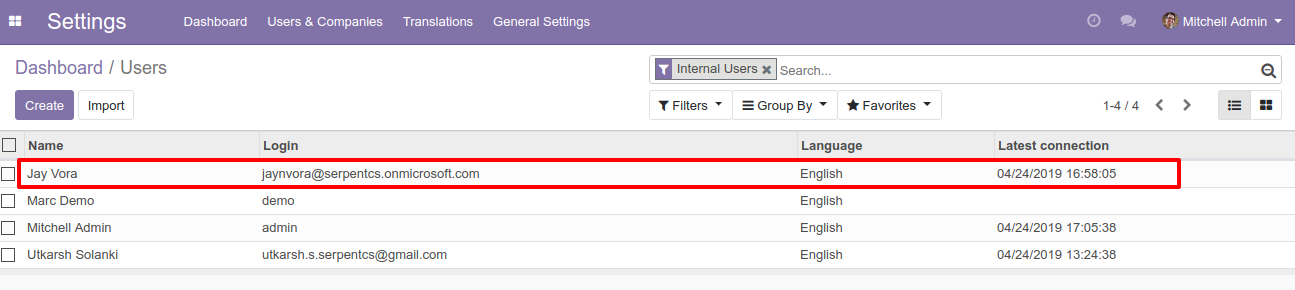 Settings Dashboard Users & Companies Translations General Settings Mitchell Admin
Dashboard / Users Internal Users Search...
Create Import Filters Group By Favorites 1-4 / 4
Name Login Language Latest connection
Jay Vora jaynvora@serpentcs.onmicrosoft.com English 04/24/2019 16:58:05
Marc Demo demo English
Mitchell Admin admin English 04/24/2019 17:05:38
Utkarsh Solanki utkarsh.s.serpentcs@gmail.com English 04/24/2019 13:24:38